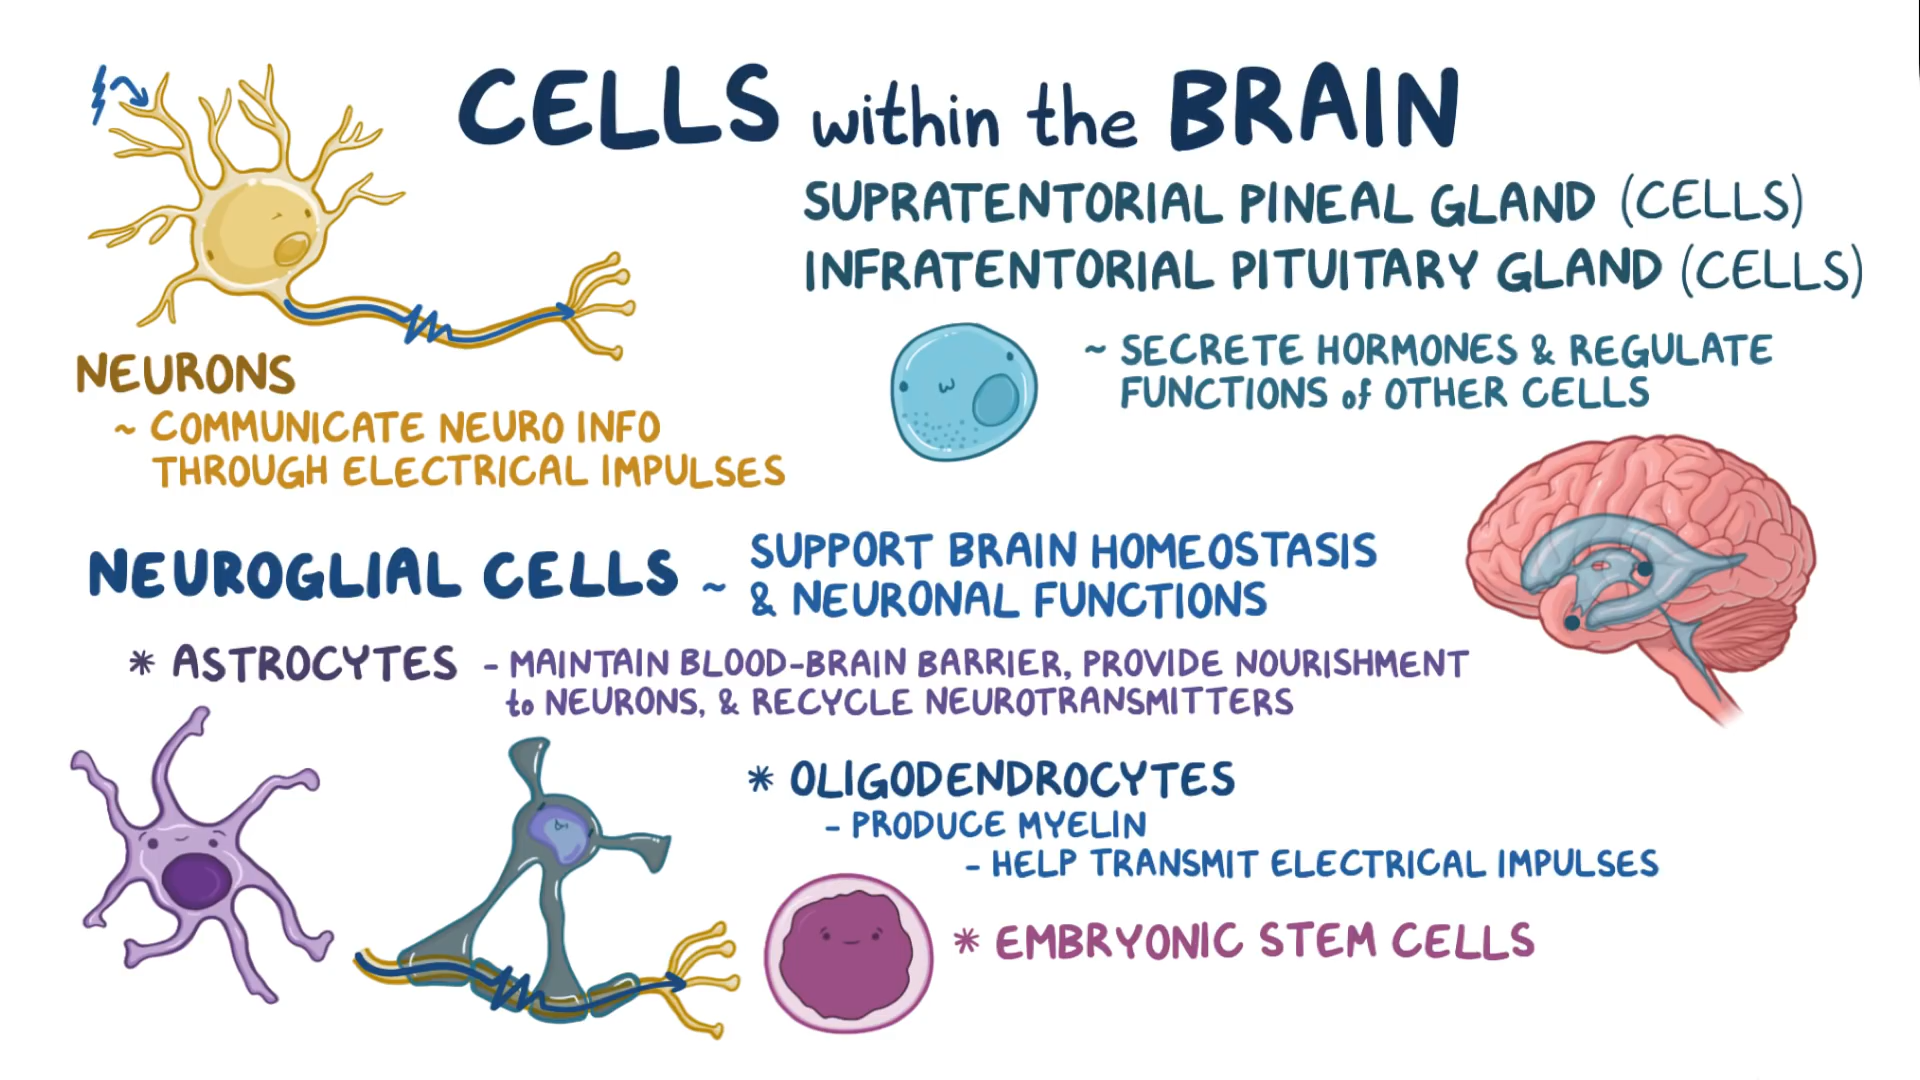 CELLS within the BRAIN
SUPRATENTORIAL PINEAL GLAND (CELLS)
INFRATENTORIAL PITUITARY GLAND (CELLS)
~ SECRETE HORMONES & REGULATE
FUNCTIONS of OTHER CELLS
NEURONS
~ COMMUNICATE NEURO INFO
THROUGH ELECTRICAL IMPULSES
NEUROGLIAL CELLS ~ SUPPORT BRAIN HOMEOSTASIS
& NEURONAL FUNCTIONS
* ASTROCYTES - MAINTAIN BLOOD-BRAIN BARRIER, PROVIDE NOURISHMENT
to NEURONS, & RECYCLE NEUROTRANSMITTERS
* OLIGODENDROCYTES
- PRODUCE MYELIN
- HELP TRANSMIT ELECTRICAL IMPULSES
* EMBRYONIC STEM CELLS